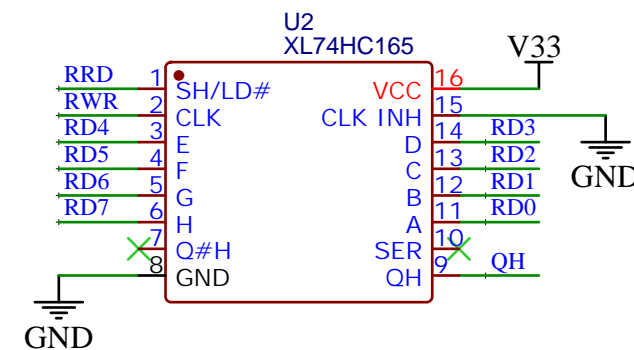 U2
XL74HC165
V33
RRD 1 SH/LD# VCC 16
RWR 2 CLK CLK INH 15
RD4 3 E D 14 RD3
RD5 4 F C 13 RD2
RD6 5 G B 12 RD1
RD7 6 H A 11 RD0
7 Q#H SER 10
8 GND QH 9 QH
GND
GND